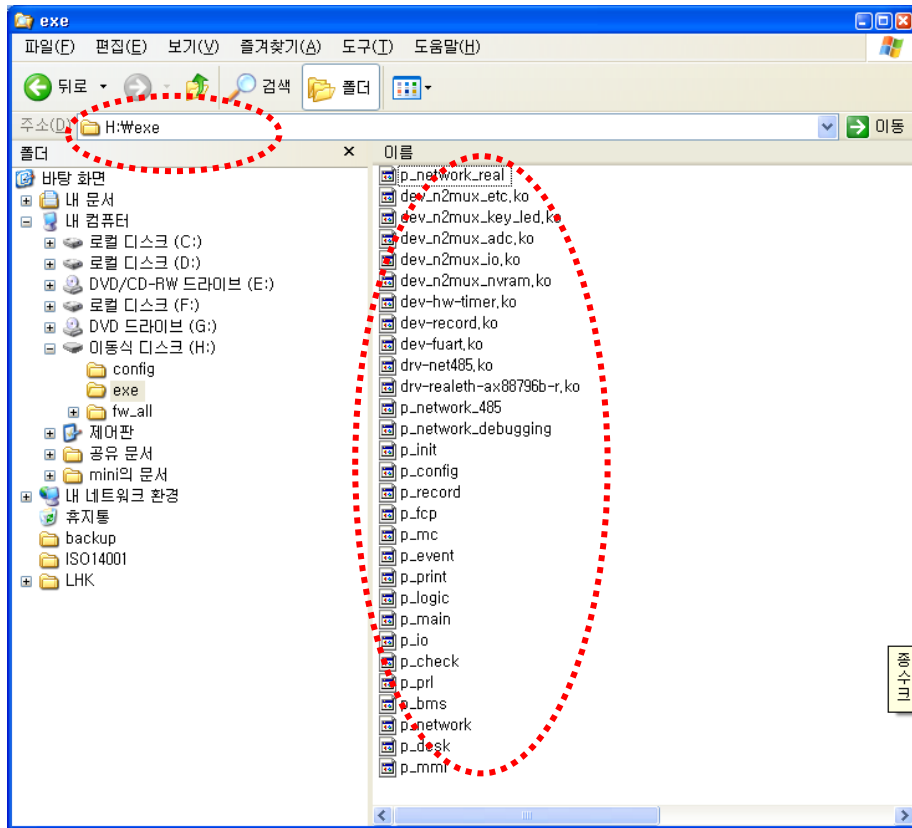 exe
파일(F) 편집(E) 보기(V) 즐겨찾기(A) 도구(T) 도움말(H)
뒤로 검색 폴더
주소(D) H:₩exe 이동
폴더
바탕 화면
내 문서
내 컴퓨터
로컬 디스크 (C:)
로컬 디스크 (D:)
DVD/CD-RW 드라이브 (E:)
로컬 디스크 (F:)
DVD 드라이브 (G:)
이동식 디스크 (H:)
config
exe
fw_all
제어판
공유 문서
mini의 문서
내 네트워크 환경
휴지통
backup
ISO14001
LHK
이름
p_network_real
dev_n2mux_etc.ko
dev_n2mux_key_led.ko
dev_n2mux_adc.ko
dev_n2mux_io.ko
dev_n2mux_nvram.ko
dev-hw-timer.ko
dev-record.ko
dev-fuart.ko
drv-net485.ko
drv-realeth-ax88796b-r.ko
p_network_485
p_network_debugging
p_init
p_config
p_record
p_fcp
p_mc
p_event
p_print
p_logic
p_main
p_io
p_check
p_prl
p_bms
p_network
p_desk
p_mmi
종
수
크